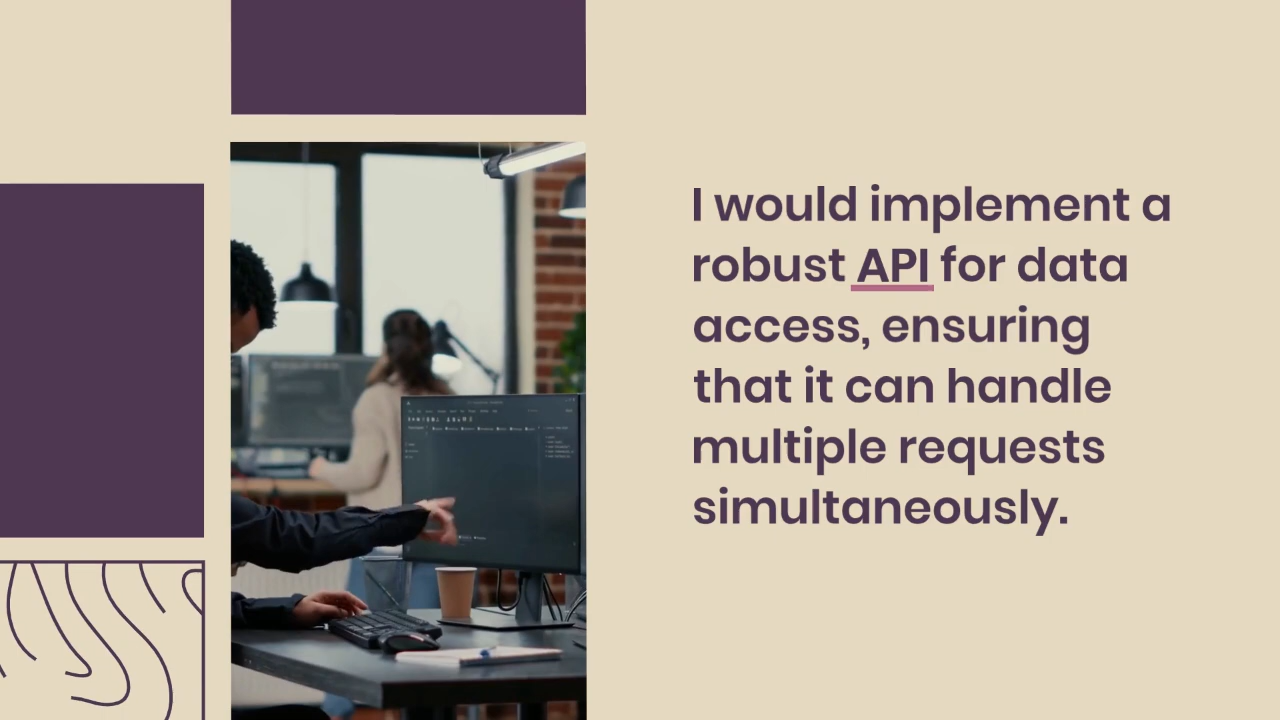 I would implement a
robust API for data
access, ensuring
that it can handle
multiple requests
simultaneously.